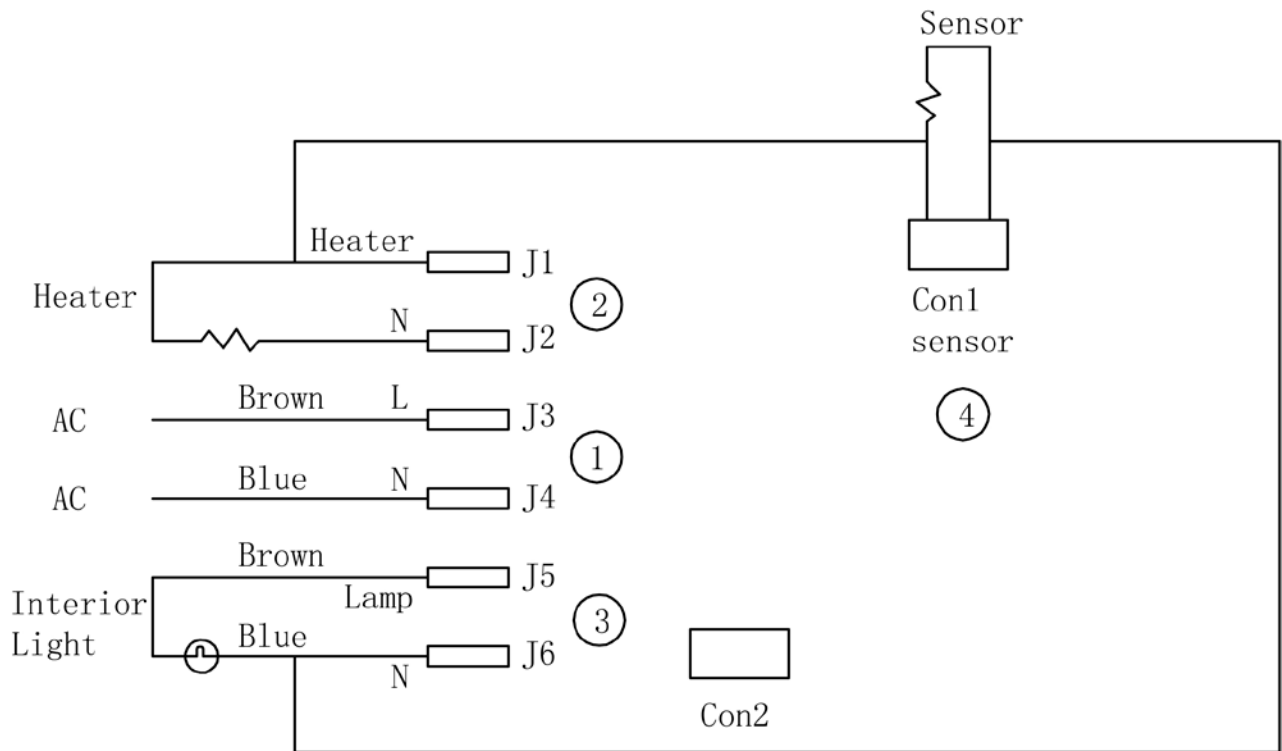 Sensor
Heater
J1
Heater
2
N
J2
Con1
sensor
Brown
L
J3
AC
4
1
Blue
N
J4
AC
Brown
J5
Lamp
Interior
Light
3
Blue
J6
N
Con2